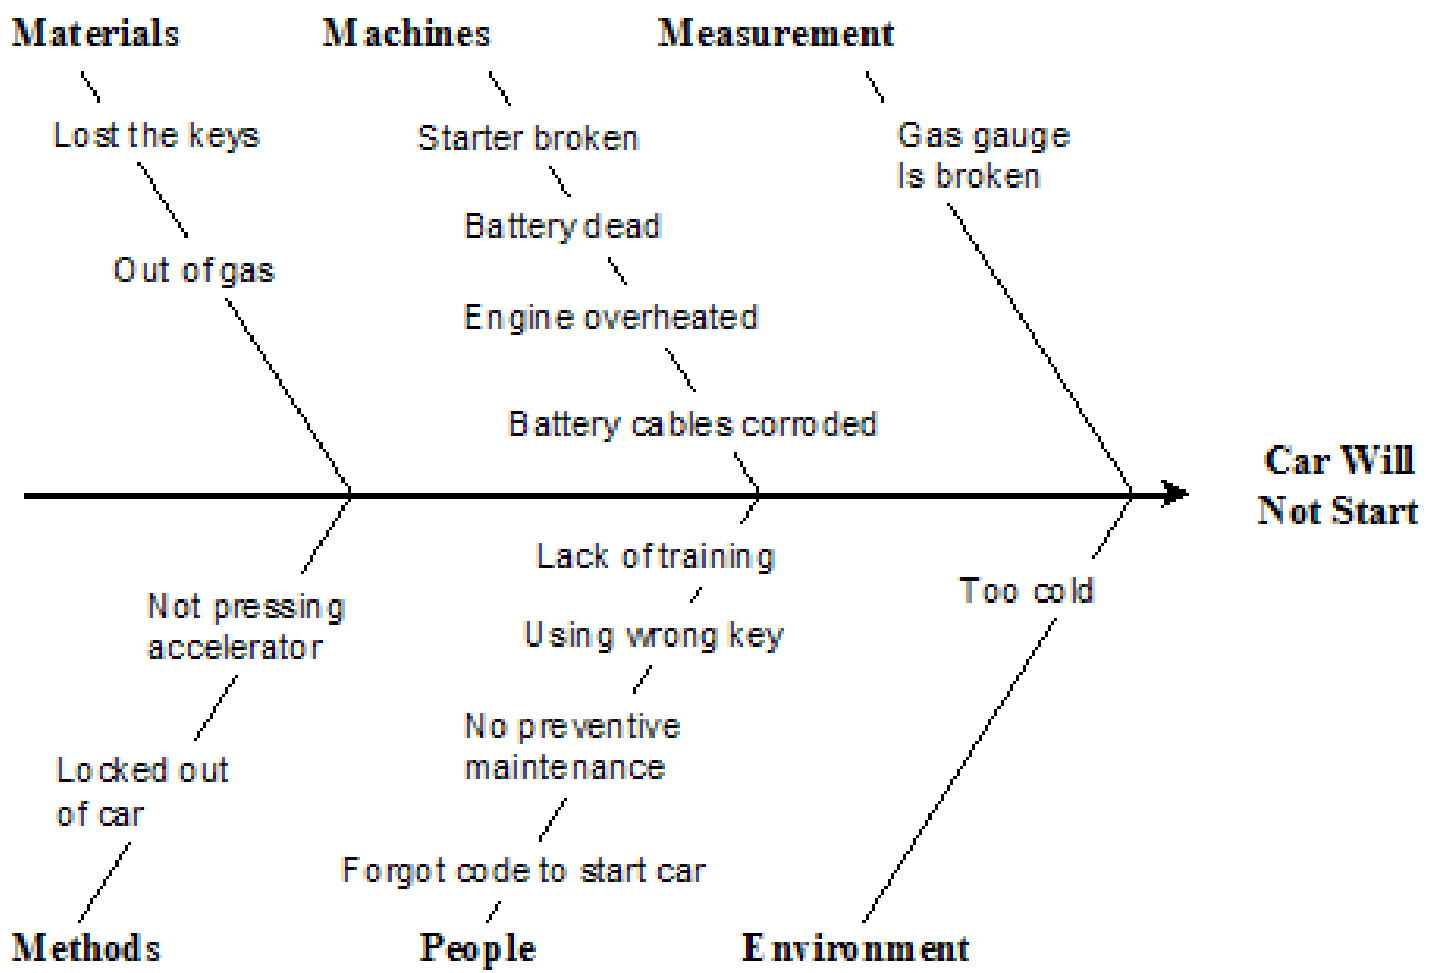 Materials
Machines
Measurement
Lost the keys
Starter broken
Gas gauge
Is broken
Battery dead
Out of gas
Engine overheated
Battery cables corroded
Car Will
Not Start
Lack of training
Too cold
Not pressing
accelerator
Using wrong key
No preventive
maintenance
Locked out
of car
Forgot code to start car
Methods
People
Environment